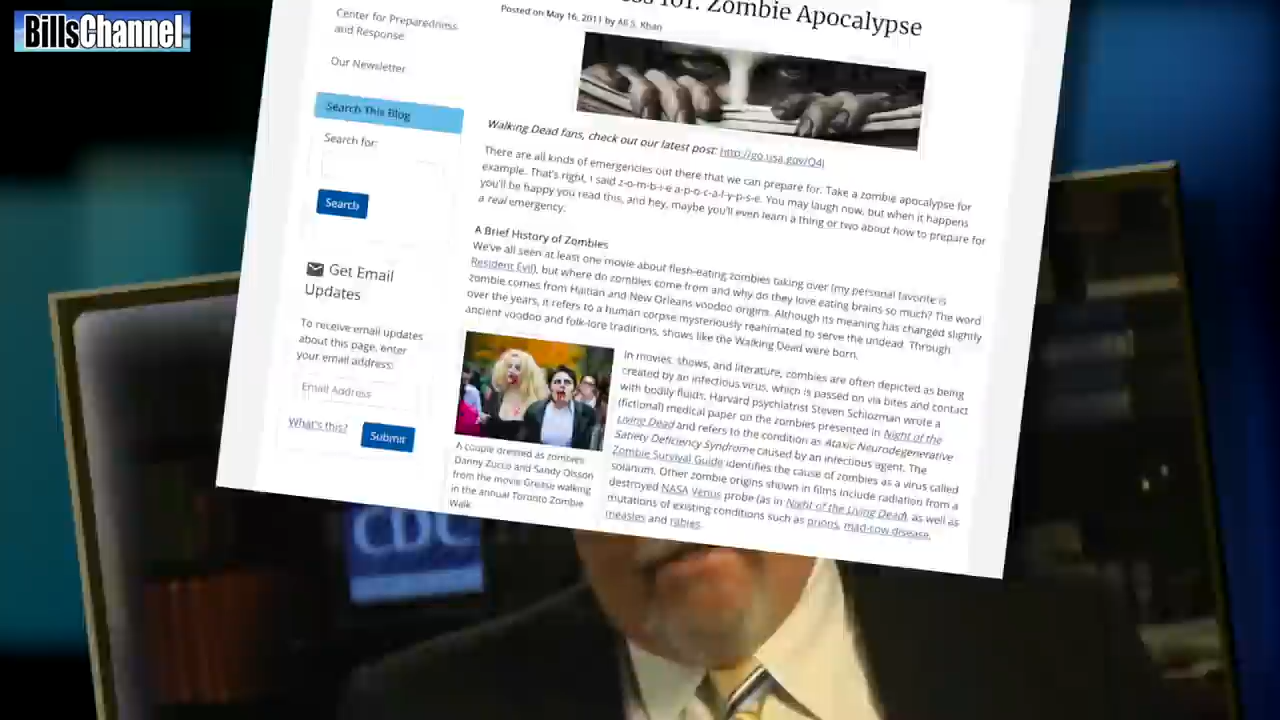 BillsChannel
Center for Preparedness
and Response
Our Newsletter
Search This Blog
Search for:
Search
Get Email
Updates
To receive email updates
about this page, enter
your email address:
Email Address
What's this?
Submit
101: Zombie Apocalypse
Posted on May 16, 2011 by Ali S. Khan
Walking Dead fans, check out our latest post: http://go.usa.gov/Q4j
There are all kinds of emergencies out there that we can prepare for. Take a zombie apocalypse for
example. That's right, I said z-o-m-b-i-e a-p-o-c-a-l-y-p-s-e. You may laugh now, but when it happens
you'll be happy you read this, and hey, maybe you'll even learn a thing or two about how to prepare for
a real emergency.
A Brief History of Zombies
We've all seen at least one movie about flesh-eating zombies taking over (my personal favorite is
Resident Evil), but where do zombies come from and why do they love eating brains so much? The word
zombie comes from Haitian and New Orleans voodoo origins. Although its meaning has changed slightly
over the years, it refers to a human corpse mysteriously reanimated to serve the undead. Through
ancient voodoo and folk-lore traditions, shows like the Walking Dead were born.
A couple dressed as zombies
Danny Zucco and Sandy Olsson
from the movie Grease walking
in the annual Toronto Zombie
Walk.
In movies, shows, and literature, zombies are often depicted as being
created by an infectious virus, which is passed on via bites and contact
with bodily fluids. Harvard psychiatrist Steven Schlozman wrote a
(fictional) medical paper on the zombies presented in Night of the
Living Dead and refers to the condition as Ataxic Neurodegenerative
Satiety Deficiency Syndrome caused by an infectious agent. The
Zombie Survival Guide identifies the cause of zombies as a virus called
solanum. Other zombie origins shown in films include radiation from a
destroyed NASA Venus probe (as in Night of the Living Dead), as well as
mutations of existing conditions such as prions, mad-cow disease,
measles and rabies.
CDC